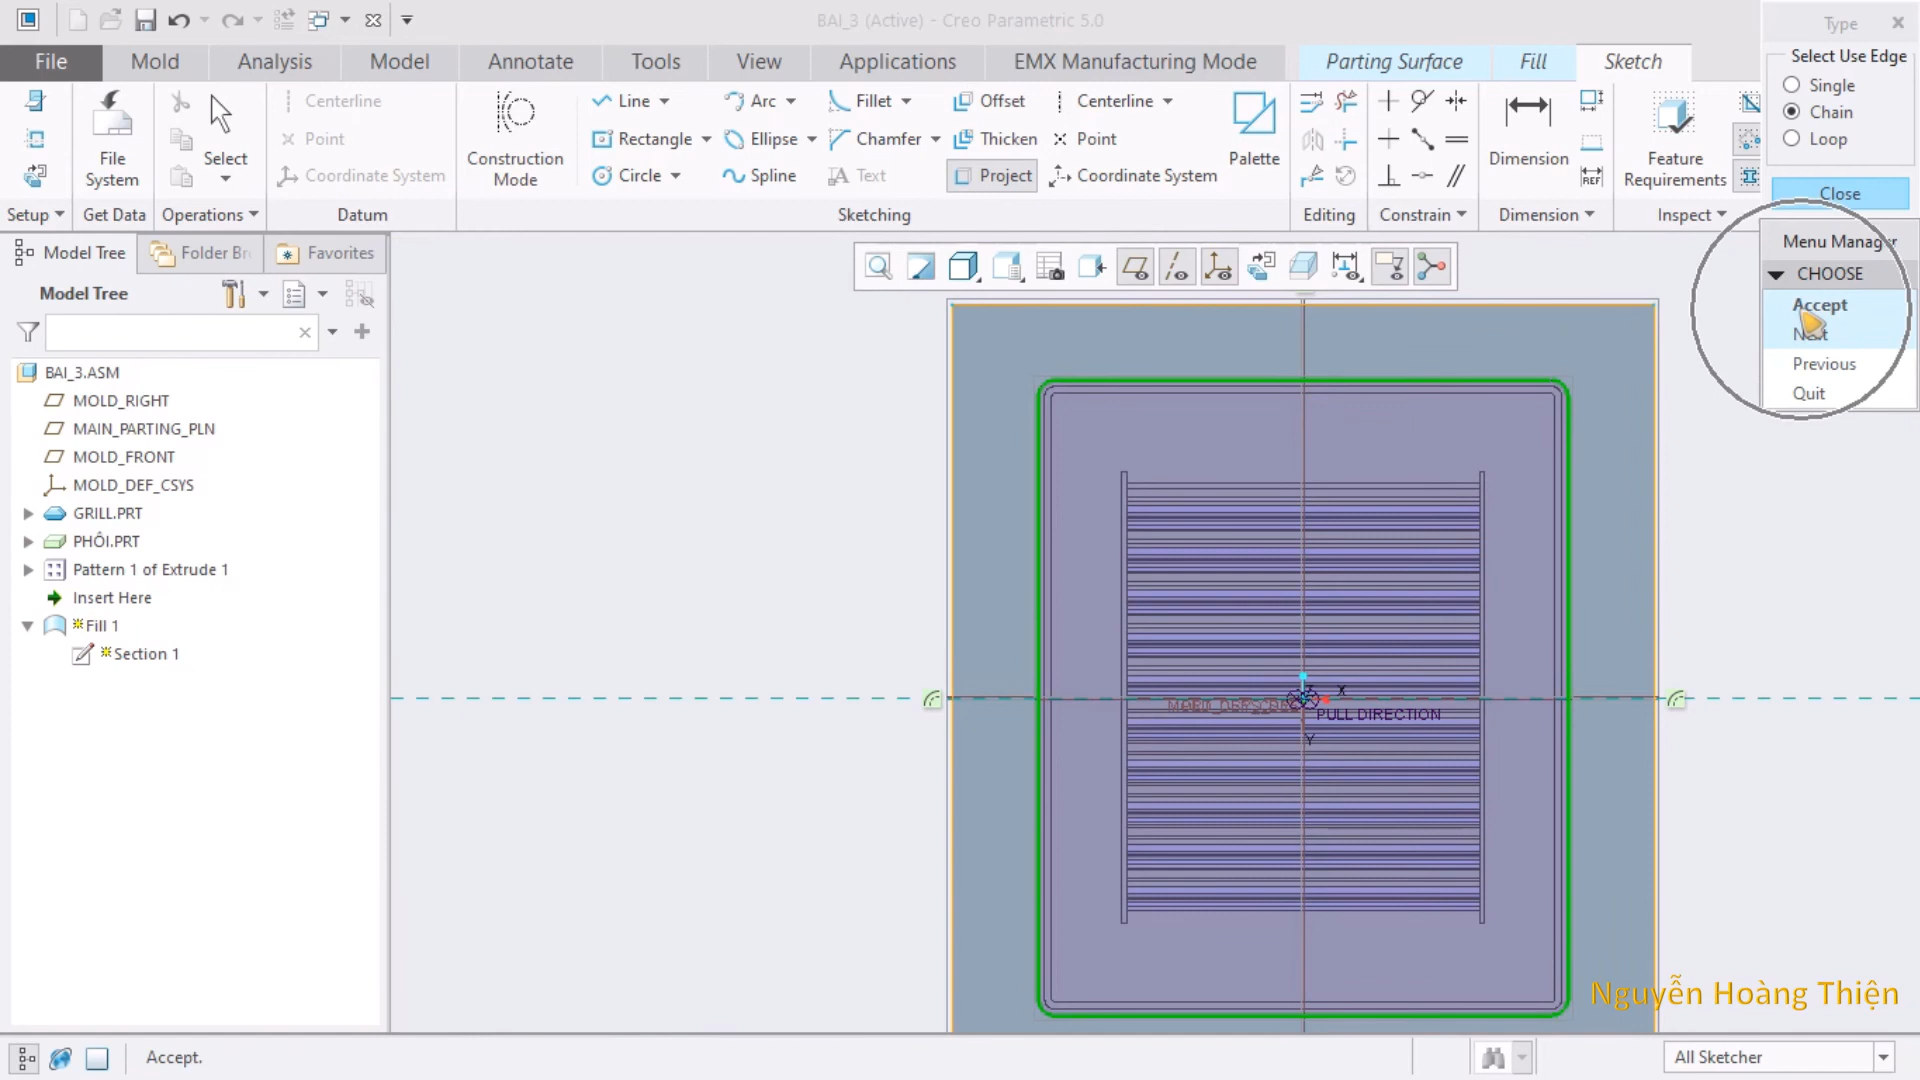 BAI_3 (Active) - Creo Parametric 5.0
Type
File
Mold
Analysis
Model
Annotate
Tools
View
Applications
EMX Manufacturing Mode
Parting Surface
Fill
Sketch
Select Use Edge
Single
Chain
Loop
Close
Centerline
Point
Coordinate System
File System
Select
Construction Mode
Line
Arc
Fillet
Offset
Centerline
Rectangle
Ellipse
Chamfer
Thicken
Point
Circle
Spline
Text
Project
Coordinate System
Palette
Dimension
REF
Feature Requirements
Setup
Get Data
Operations
Datum
Sketching
Editing
Constrain
Dimension
Inspect
Menu Manager
CHOOSE
Accept
Next
Previous
Quit
Model Tree
Folder Br
Favorites
Model Tree
BAI_3.ASM
MOLD_RIGHT
MAIN_PARTING_PLN
MOLD_FRONT
MOLD_DEF_CSYS
GRILL.PRT
PHÔI.PRT
Pattern 1 of Extrude 1
Insert Here
Fill 1
Section 1
X
PULL DIRECTION
Y
Nguyễn Hoàng Thiện
Accept.
All Sketcher